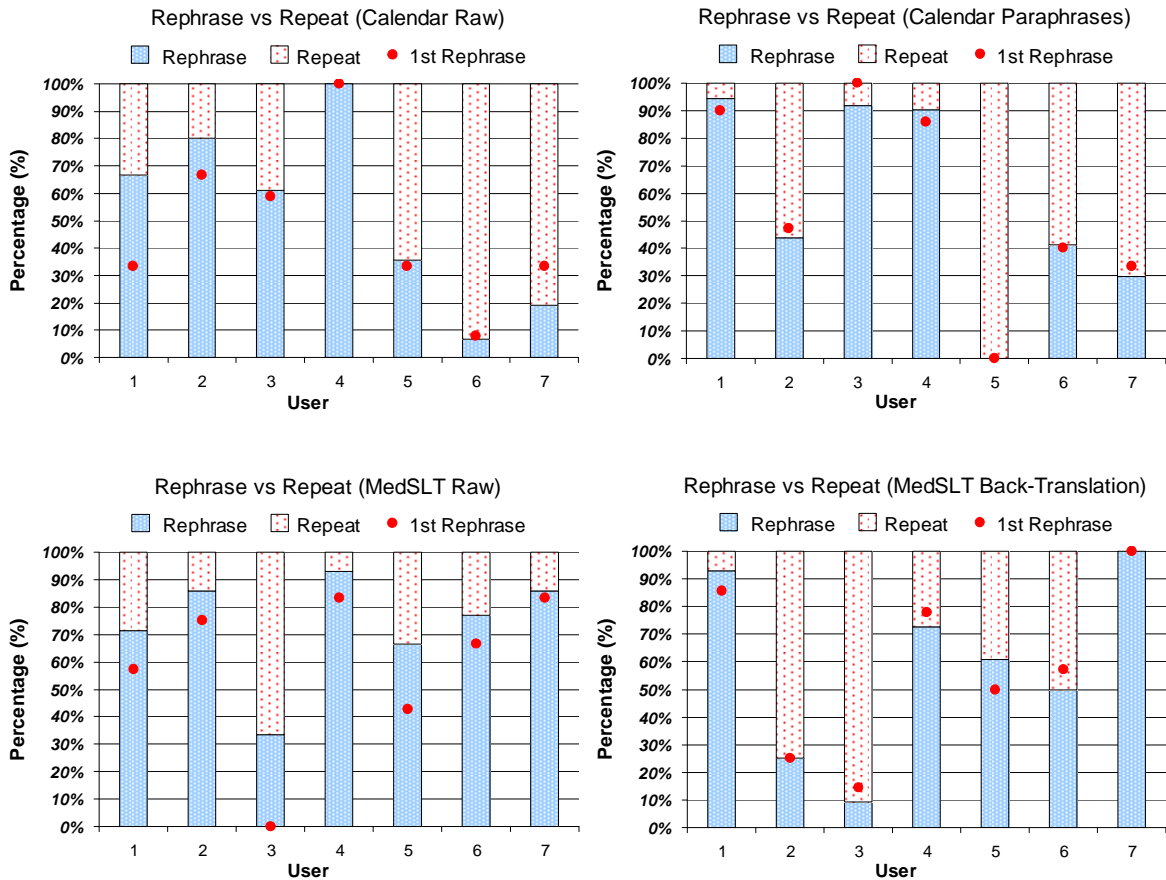 Rephrase vs Repeat (Calendar Raw)
Rephrase Repeat 1st Rephrase
100%
90%
80%
70%
60%
50%
40%
30%
20%
10%
0%
Percentage (%)
1 2 3 4 5 6 7
User
Rephrase vs Repeat (Calendar Paraphrases)
Rephrase Repeat 1st Rephrase
100%
90%
80%
70%
60%
50%
40%
30%
20%
10%
0%
Percentage (%)
1 2 3 4 5 6 7
User
Rephrase vs Repeat (MedSLT Raw)
Rephrase Repeat 1st Rephrase
100%
90%
80%
70%
60%
50%
40%
30%
20%
10%
0%
Percentage (%)
1 2 3 4 5 6 7
User
Rephrase vs Repeat (MedSLT Back-Translation)
Rephrase Repeat 1st Rephrase
100%
90%
80%
70%
60%
50%
40%
30%
20%
10%
0%
Percentage (%)
1 2 3 4 5 6 7
User